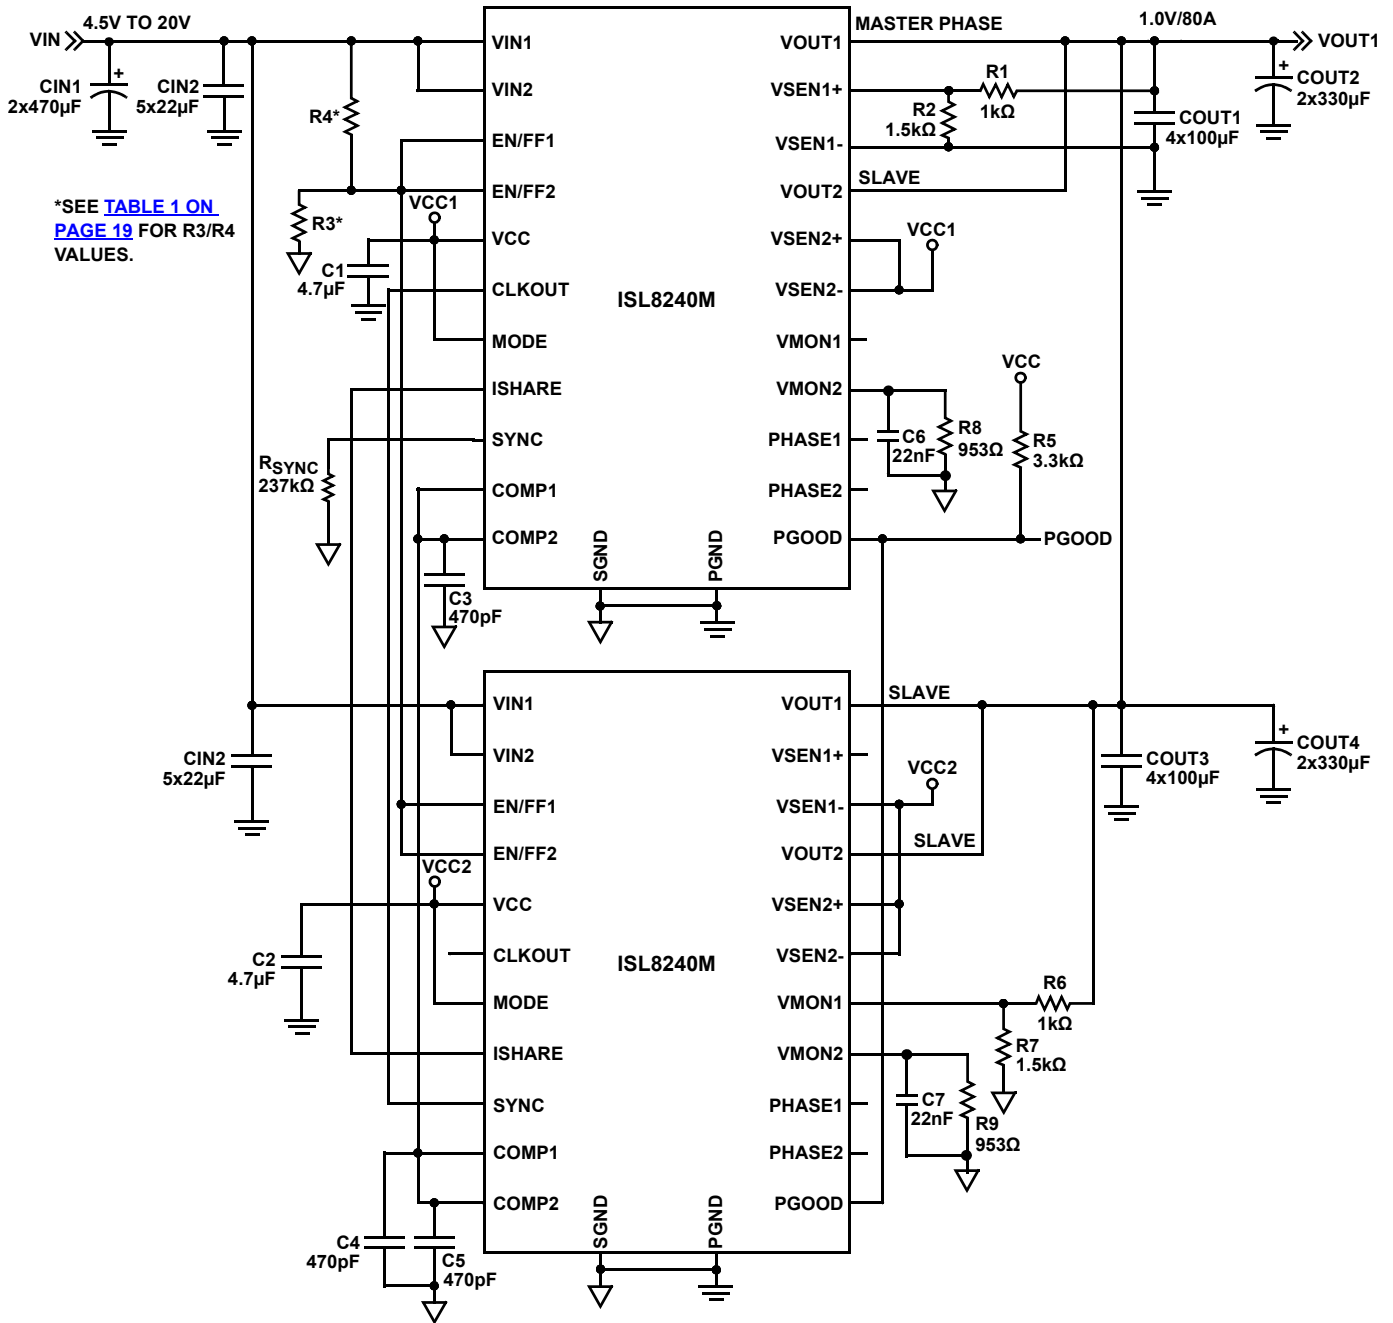 4.5V TO 20V
VIN
CIN1
2x470µF
CIN2
5x22µF
R4*
R3*
*SEE TABLE 1 ON
PAGE 19 FOR R3/R4
VALUES.
VCC1
C1
4.7µF
RSYNC
237kΩ
C3
470pF
VIN1
VIN2
EN/FF1
EN/FF2
VCC
CLKOUT
MODE
ISHARE
SYNC
COMP1
COMP2
ISL8240M
SGND
PGND
VOUT1
VSEN1+
VSEN1-
VOUT2
VSEN2+
VSEN2-
VMON1
VMON2
PHASE1
PHASE2
PGOOD
MASTER PHASE
1.0V/80A
VOUT1
R1
1kΩ
R2
1.5kΩ
COUT1
4x100µF
COUT2
2x330µF
SLAVE
VCC1
VCC
C6
22nF
R8
953Ω
R5
3.3kΩ
PGOOD
CIN2
5x22µF
VCC2
C2
4.7µF
C4
470pF
C5
470pF
VIN1
VIN2
EN/FF1
EN/FF2
VCC
CLKOUT
MODE
ISHARE
SYNC
COMP1
COMP2
ISL8240M
SGND
PGND
VOUT1
VSEN1+
VSEN1-
VOUT2
VSEN2+
VSEN2-
VMON1
VMON2
PHASE1
PHASE2
PGOOD
SLAVE
VCC2
SLAVE
COUT3
4x100µF
COUT4
2x330µF
R6
1kΩ
R7
1.5kΩ
C7
22nF
R9
953Ω